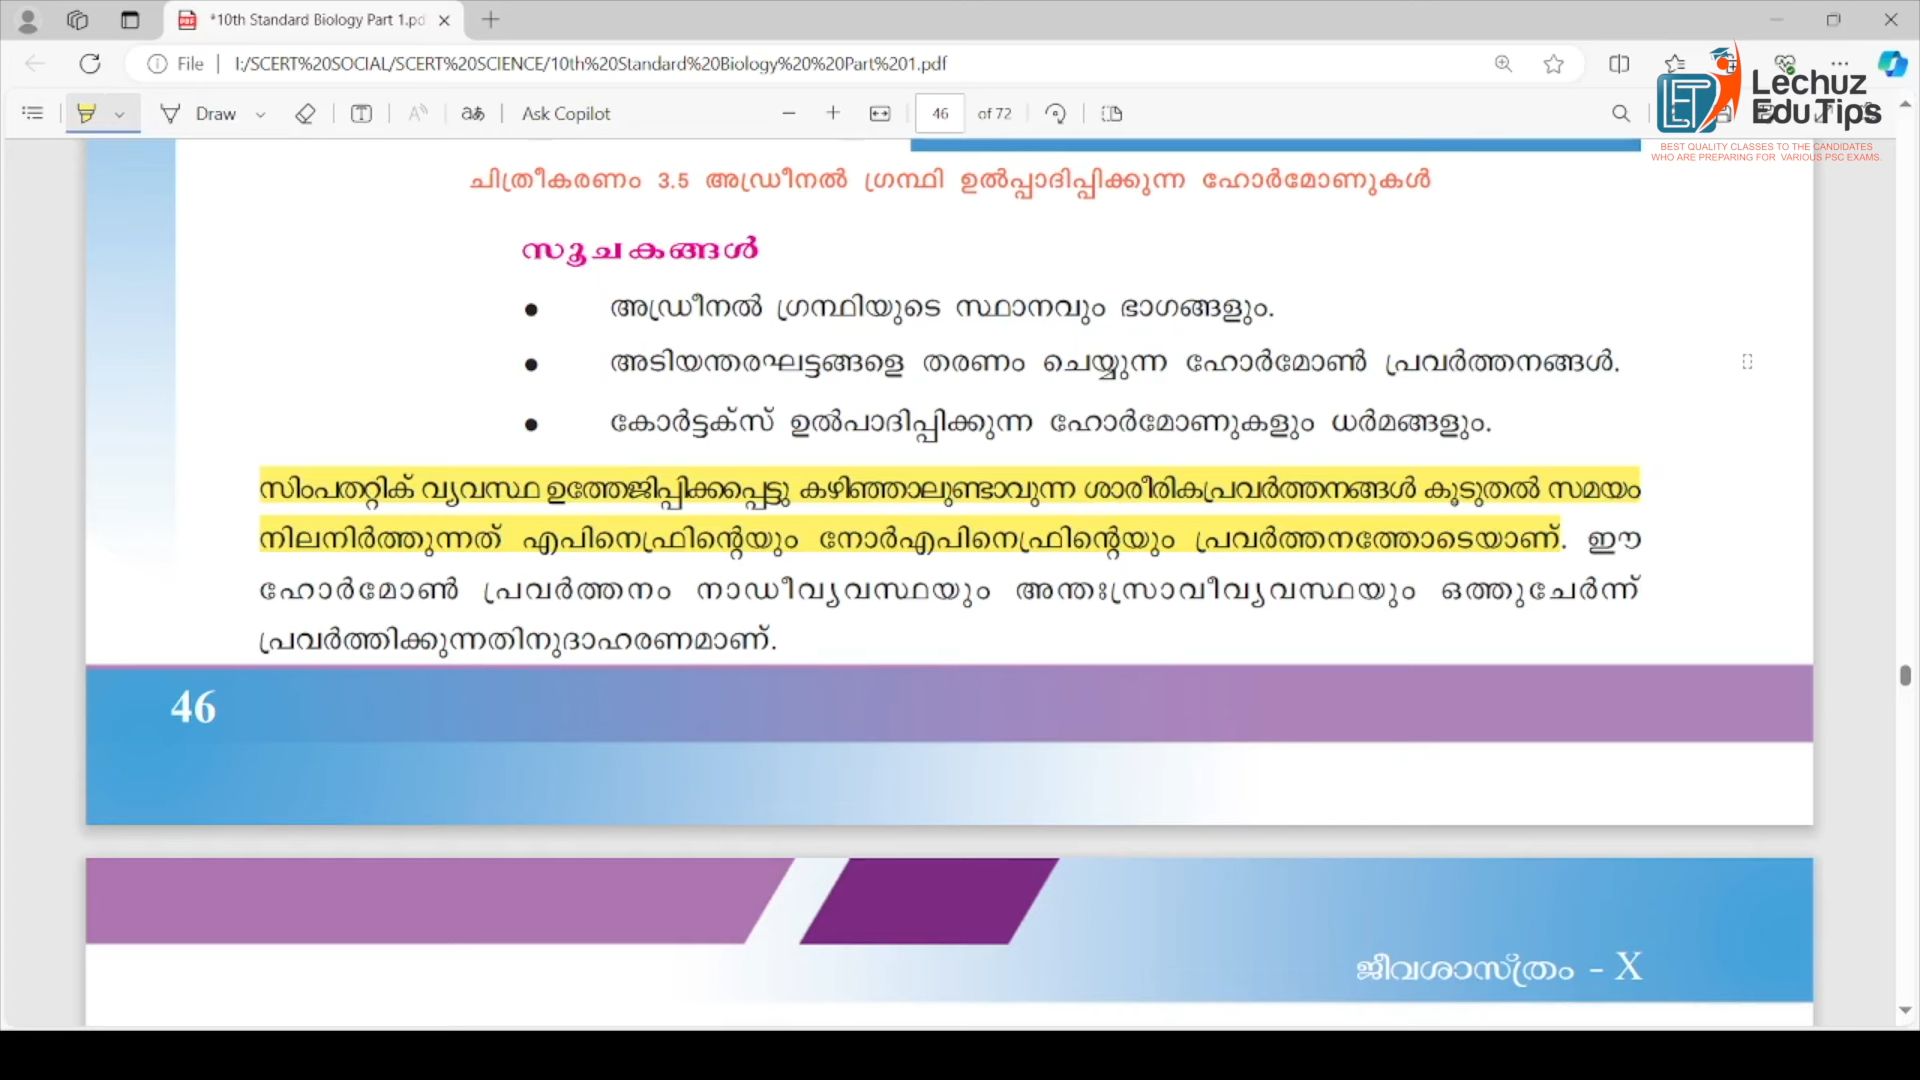 *10th Standard Biology Part 1.pd
File
I:/SCERT%20SOCIAL/SCERT%20SCIENCE/10th%20Standard%20Biology%20%20Part%201.pdf
Draw
Ask Copilot
46 of 72
Lechuz
EduTips
BEST QUALITY CLASSES TO THE CANDIDATES
WHO ARE PREPARING FOR VARIOUS PSC EXAMS.
ചിത്രീകരണം 3.5 അഡ്രീനൽ ഗ്രന്ഥി ഉൽപ്പാദിപ്പിക്കുന്ന ഹോർമോണുകൾ
സൂചകങ്ങൾ
● അഡ്രീനൽ ഗ്രന്ഥിയുടെ സ്ഥാനവും ഭാഗങ്ങളും.
● അടിയന്തരഘട്ടങ്ങളെ തരണം ചെയ്യുന്ന ഹോർമോൺ പ്രവർത്തനങ്ങൾ.
● കോർട്ടക്സ് ഉൽപാദിപ്പിക്കുന്ന ഹോർമോണുകളും ധർമങ്ങളും.
സിംപതറ്റിക് വ്യവസ്ഥ ഉത്തേജിപ്പിക്കപ്പെട്ടു കഴിഞ്ഞാലുണ്ടാവുന്ന ശാരീരികപ്രവർത്തനങ്ങൾ കൂടുതൽ സമയം
നിലനിർത്തുന്നത് എപിനെഫ്രിന്റെയും നോർഎപിനെഫ്രിന്റെയും പ്രവർത്തനത്തോടെയാണ്. ഈ
ഹോർമോൺ പ്രവർത്തനം നാഡീവ്യവസ്ഥയും അന്തഃസ്രാവീവ്യവസ്ഥയും ഒത്തുചേർന്ന്
പ്രവർത്തിക്കുന്നതിനുദാഹരണമാണ്.
46
ജീവശാസ്ത്രം - X